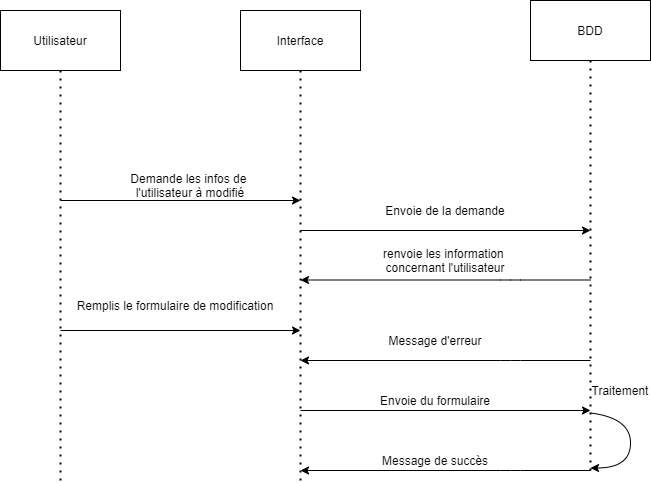 Utilisateur
Interface
BDD
Demande les infos de
l'utilisateur à modifié
Envoie de la demande
renvoie les information
concernant l'utilisateur
Remplis le formulaire de modification
Message d'erreur
Traitement
Envoie du formulaire
Message de succès